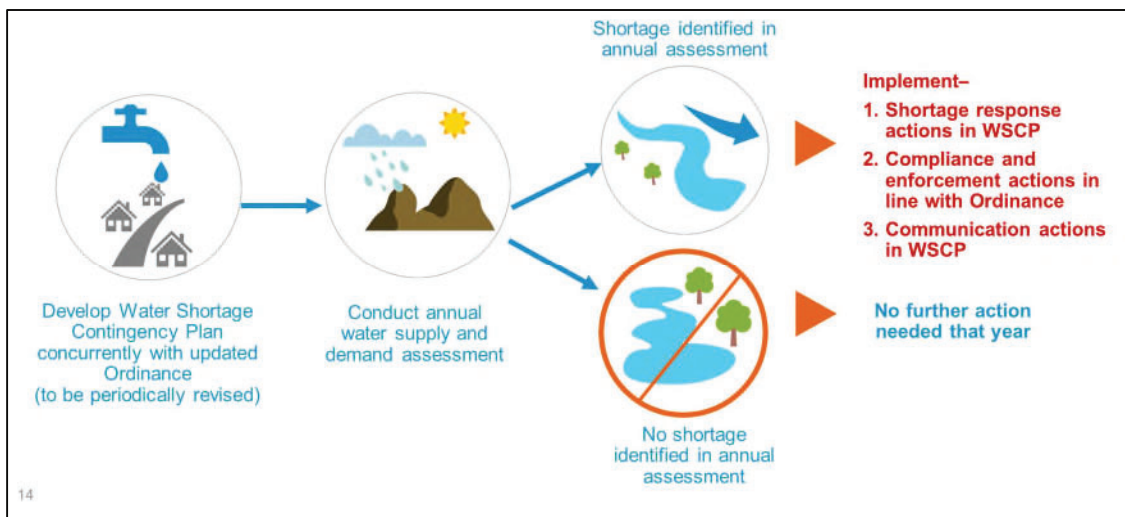 Shortage identified in
annual assessment
Implement–
1. Shortage response
actions in WSCP
2. Compliance and
enforcement actions in
line with Ordinance
3. Communication actions
in WSCP
Develop Water Shortage
Contingency Plan
concurrently with updated
Ordinance
(to be periodically revised)
Conduct annual
water supply and
demand assessment
No further action
needed that year
No shortage
identified in annual
assessment
14